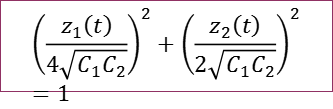 (z₁(t)/(4√(C₁C₂)))² + (z₂(t)/(2√(C₁C₂)))²
= 1